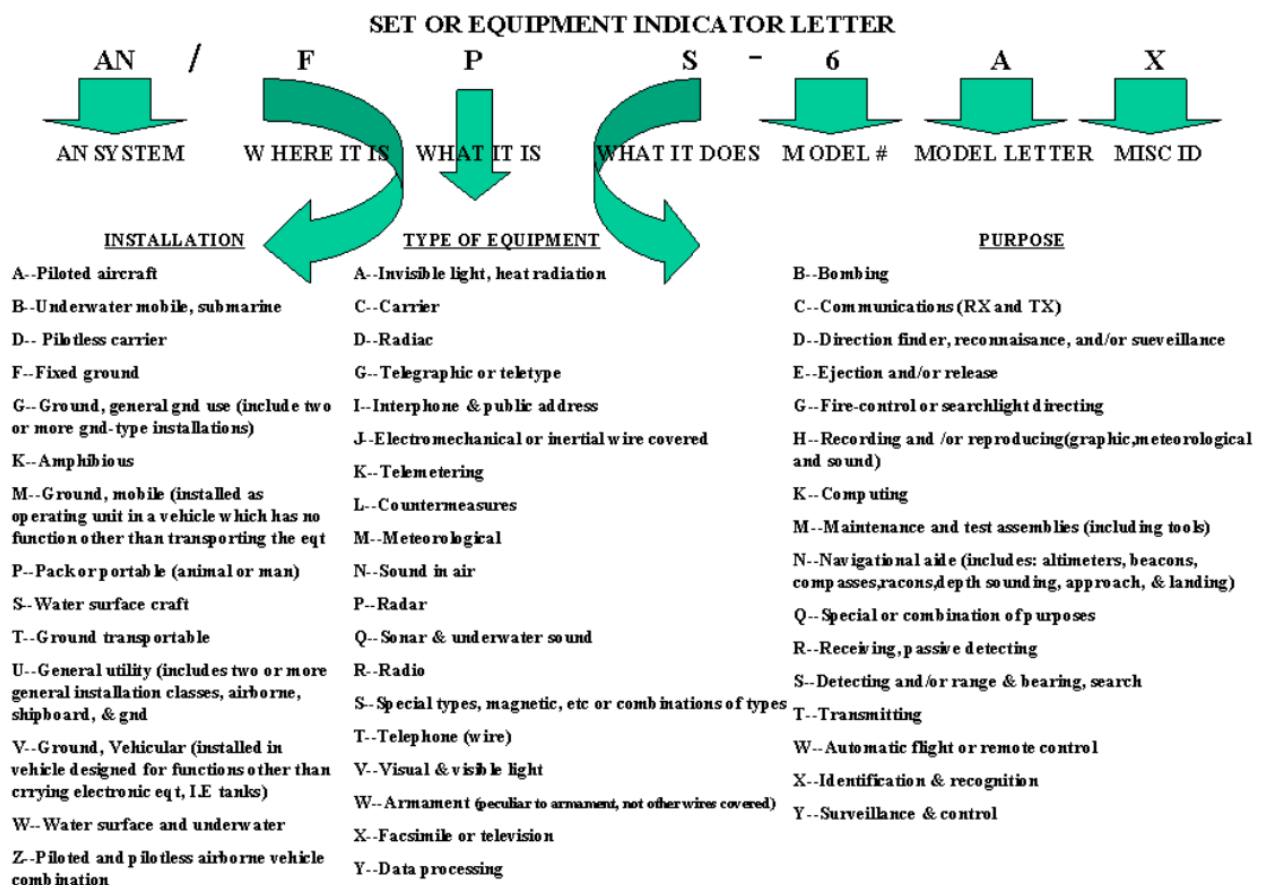 SET OR EQUIPMENT INDICATOR LETTER
AN / F P S - 6 A X
AN SYSTEM WHERE IT IS WHAT IT IS WHAT IT DOES MODEL # MODEL LETTER MISC ID
INSTALLATION
A--Piloted aircraft
B--Underwater mobile, submarine
D-- Pilotless carrier
F--Fixed ground
G--Ground, general gnd use (include two
or more gnd-type installations)
K--Amphibious
M--Ground, mobile (installed as
operating unit in a vehicle which has no
function other than transporting the eqt
P--Pack or portable (animal or man)
S--Water surface craft
T--Ground transportable
U--General utility (includes two or more
general installation classes, airborne,
shipboard, & gnd
V--Ground, Vehicular (installed in
vehicle designed for functions other than
crrying electronic eqt, I.E tanks)
W--Water surface and underwater
Z--Piloted and pilotless airborne vehicle
combination
TYPE OF EQUIPMENT
A--Invisible light, heat radiation
C--Carrier
D--Radiac
G--Telegraphic or teletype
I--Interphone & public address
J--Electromechanical or inertial wire covered
K--Telemetering
L--Countermeasures
M--Meteorological
N--Sound in air
P--Radar
Q--Sonar & underwater sound
R--Radio
S--Special types, magnetic, etc or combinations of types
T--Telephone (wire)
V--Visual & visible light
W--Armament (peculiar to armament, not other wires covered)
X--Facsimile or television
Y--Data processing
PURPOSE
B--Bombing
C--Communications (RX and TX)
D--Direction finder, reconnaisance, and/or sueveillance
E--Ejection and/or release
G--Fire-control or searchlight directing
H--Recording and /or reproducing(graphic,meteorological
and sound)
K--Computing
M--Maintenance and test assemblies (including tools)
N--Navigational aide (includes: altimeters, beacons,
compasses,racons,depth sounding, approach, & landing)
Q--Special or combination of purposes
R--Receiving, passive detecting
S--Detecting and/or range & bearing, search
T--Transmitting
W--Automatic flight or remote control
X--Identification & recognition
Y--Surveillance & control